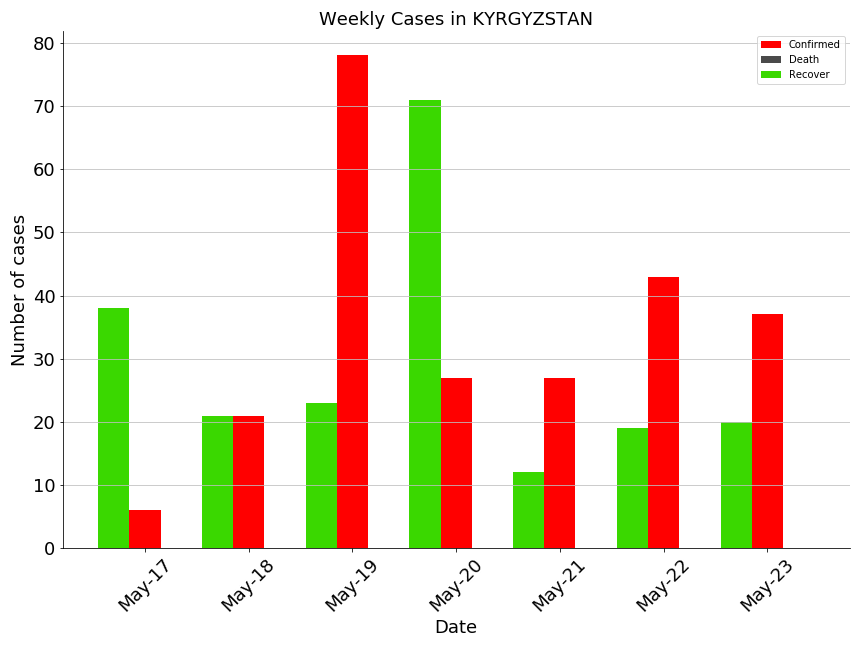 Weekly Cases in KYRGYZSTAN
Confirmed
Death
Recover
Number of cases
80
70
60
50
40
30
20
10
0
May-17
May-18
May-19
May-20
May-21
May-22
May-23
Date